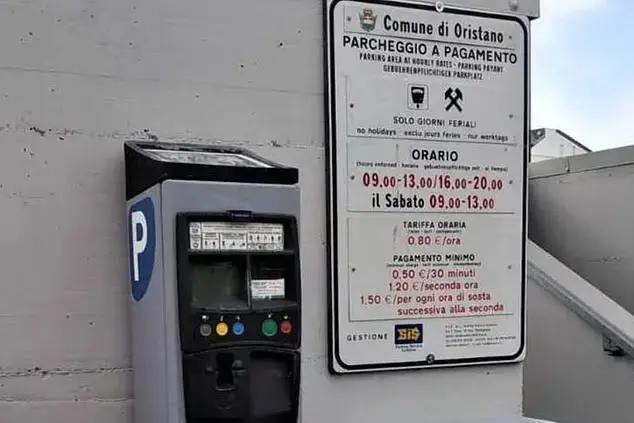 Comune di Oristano
PARCHEGGIO A PAGAMENTO
PARKING AREA AT HOURLY RATES - PARKING PAYANT
GEBUEHRENPFLICHTIGER PARKPLATZ
SOLO GIORNI FERIALI
no holidays - exclu jours feries - nur werktags
ORARIO
09,00-13,00/16,00-20,00
il Sabato 09,00-13,00
TARIFFA ORARIA
0,80 €/ora
PAGAMENTO MINIMO
0,50 €/30 minuti
1,20 €/seconda ora
1,50 €/per ogni ora di sosta
successiva alla seconda
GESTIONE
SiS
P